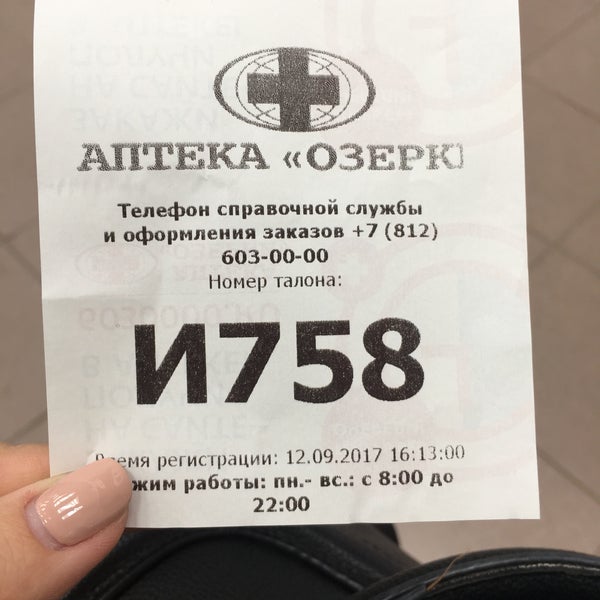 АПТЕКА «ОЗЕРК
Телефон справочной службы
и оформления заказов +7 (812)
603-00-00
Номер талона:
И758
Время регистрации: 12.09.2017 16:13:00
жим работы: пн.- вс.: с 8:00 до
22:00